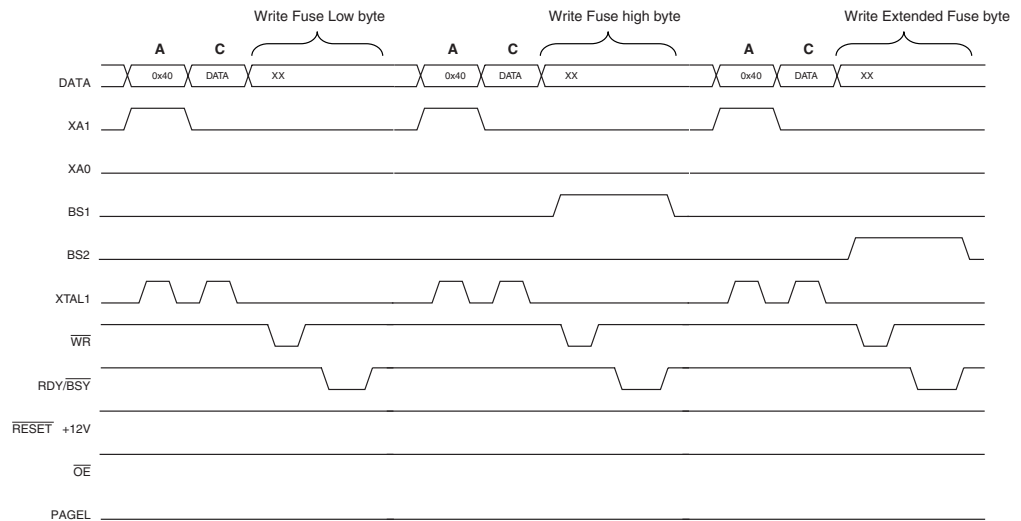 Write Fuse Low byte Write Fuse high byte Write Extended Fuse byte
A C A C A C
DATA 0x40 DATA XX 0x40 DATA XX 0x40 DATA XX
XA1
XA0
BS1
BS2
XTAL1
WR
RDY/BSY
RESET +12V
OE
PAGEL